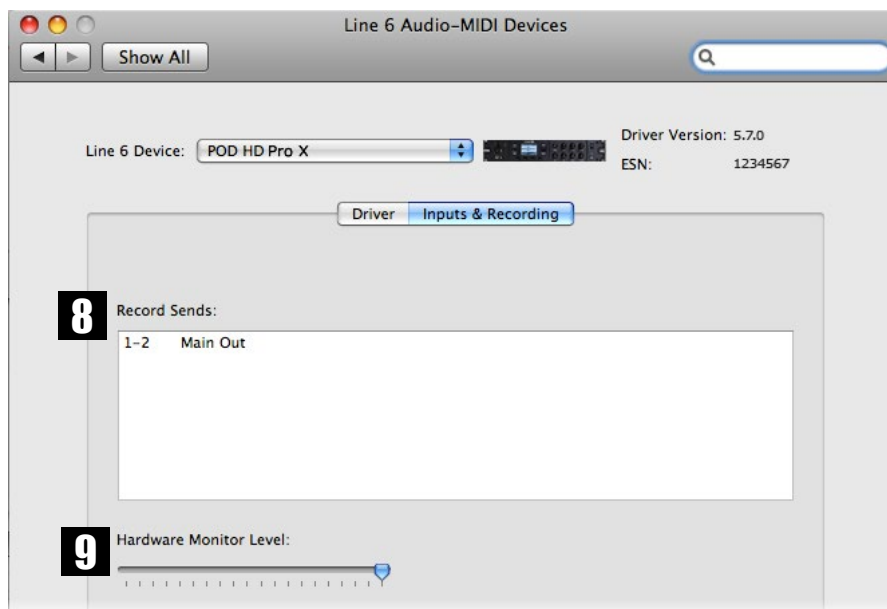 Line 6 Audio-MIDI Devices
Show All
Line 6 Device: POD HD Pro X
Driver Version: 5.7.0
ESN: 1234567
Driver Inputs & Recording
8 Record Sends:
1-2 Main Out
9 Hardware Monitor Level: